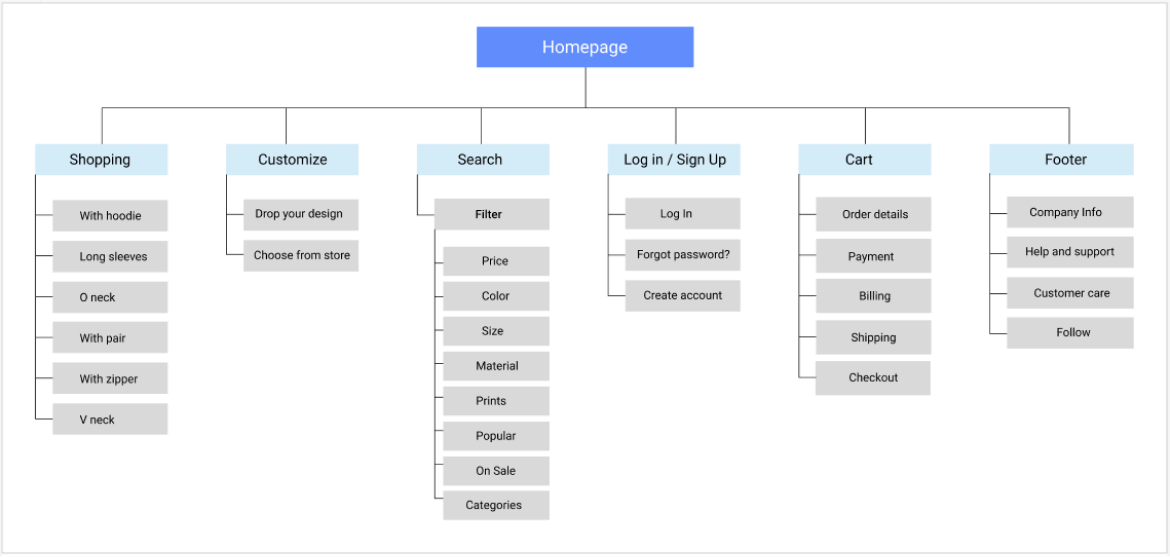 Homepage
Shopping
With hoodie
Long sleeves
O neck
With pair
With zipper
V neck
Customize
Drop your design
Choose from store
Search
Filter
Price
Color
Size
Material
Prints
Popular
On Sale
Categories
Log in / Sign Up
Log In
Forgot password?
Create account
Cart
Order details
Payment
Billing
Shipping
Checkout
Footer
Company Info
Help and support
Customer care
Follow